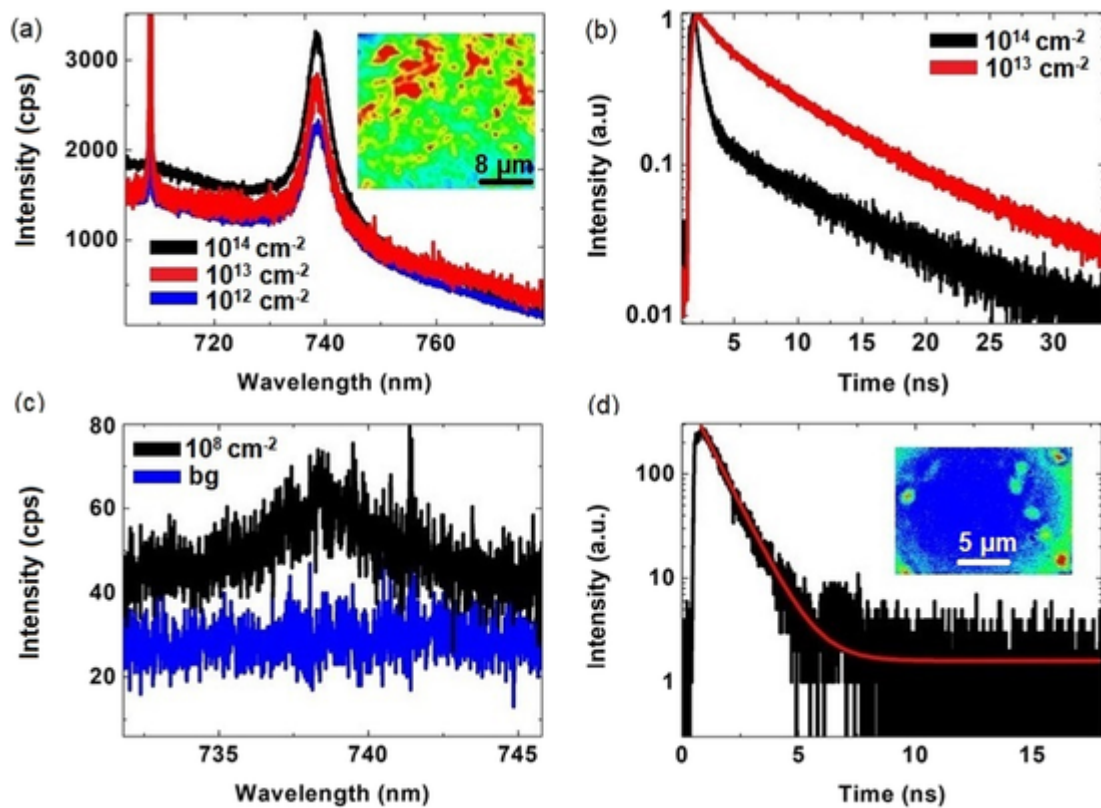 (a)
3000
2000
1000
Intensity (cps)
8 µm
10¹⁴ cm⁻²
10¹³ cm⁻²
10¹² cm⁻²
720 740 760
Wavelength (nm)
(b)
1
0.1
0.01
Intensity (a.u)
10¹⁴ cm⁻²
10¹³ cm⁻²
5 10 15 20 25 30
Time (ns)
(c)
80
60
40
20
Intensity (cps)
10⁸ cm⁻²
bg
735 740 745
Wavelength (nm)
(d)
100
10
1
Intensity (a.u.)
5 µm
0 5 10 15
Time (ns)